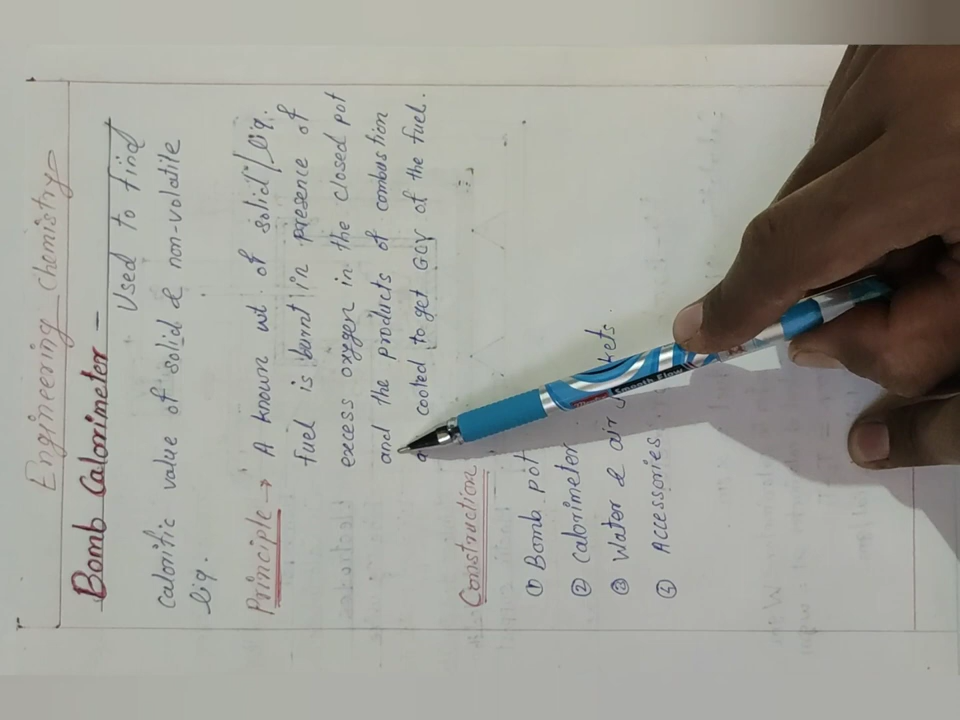 Engineering Chemistry
Bomb Calorimeter -
Used to find
calorific value of solid & non-volatile
liq.
Principle → A known wt. of solid/liq.
fuel is burnt in presence of
excess oxygen in the closed pot
and the products of combustion
cooled to get GCV of the fuel.
Construction
① Bomb pot
② Calorimeter
③ Water & air
④ Accessories.
Smooth Flow